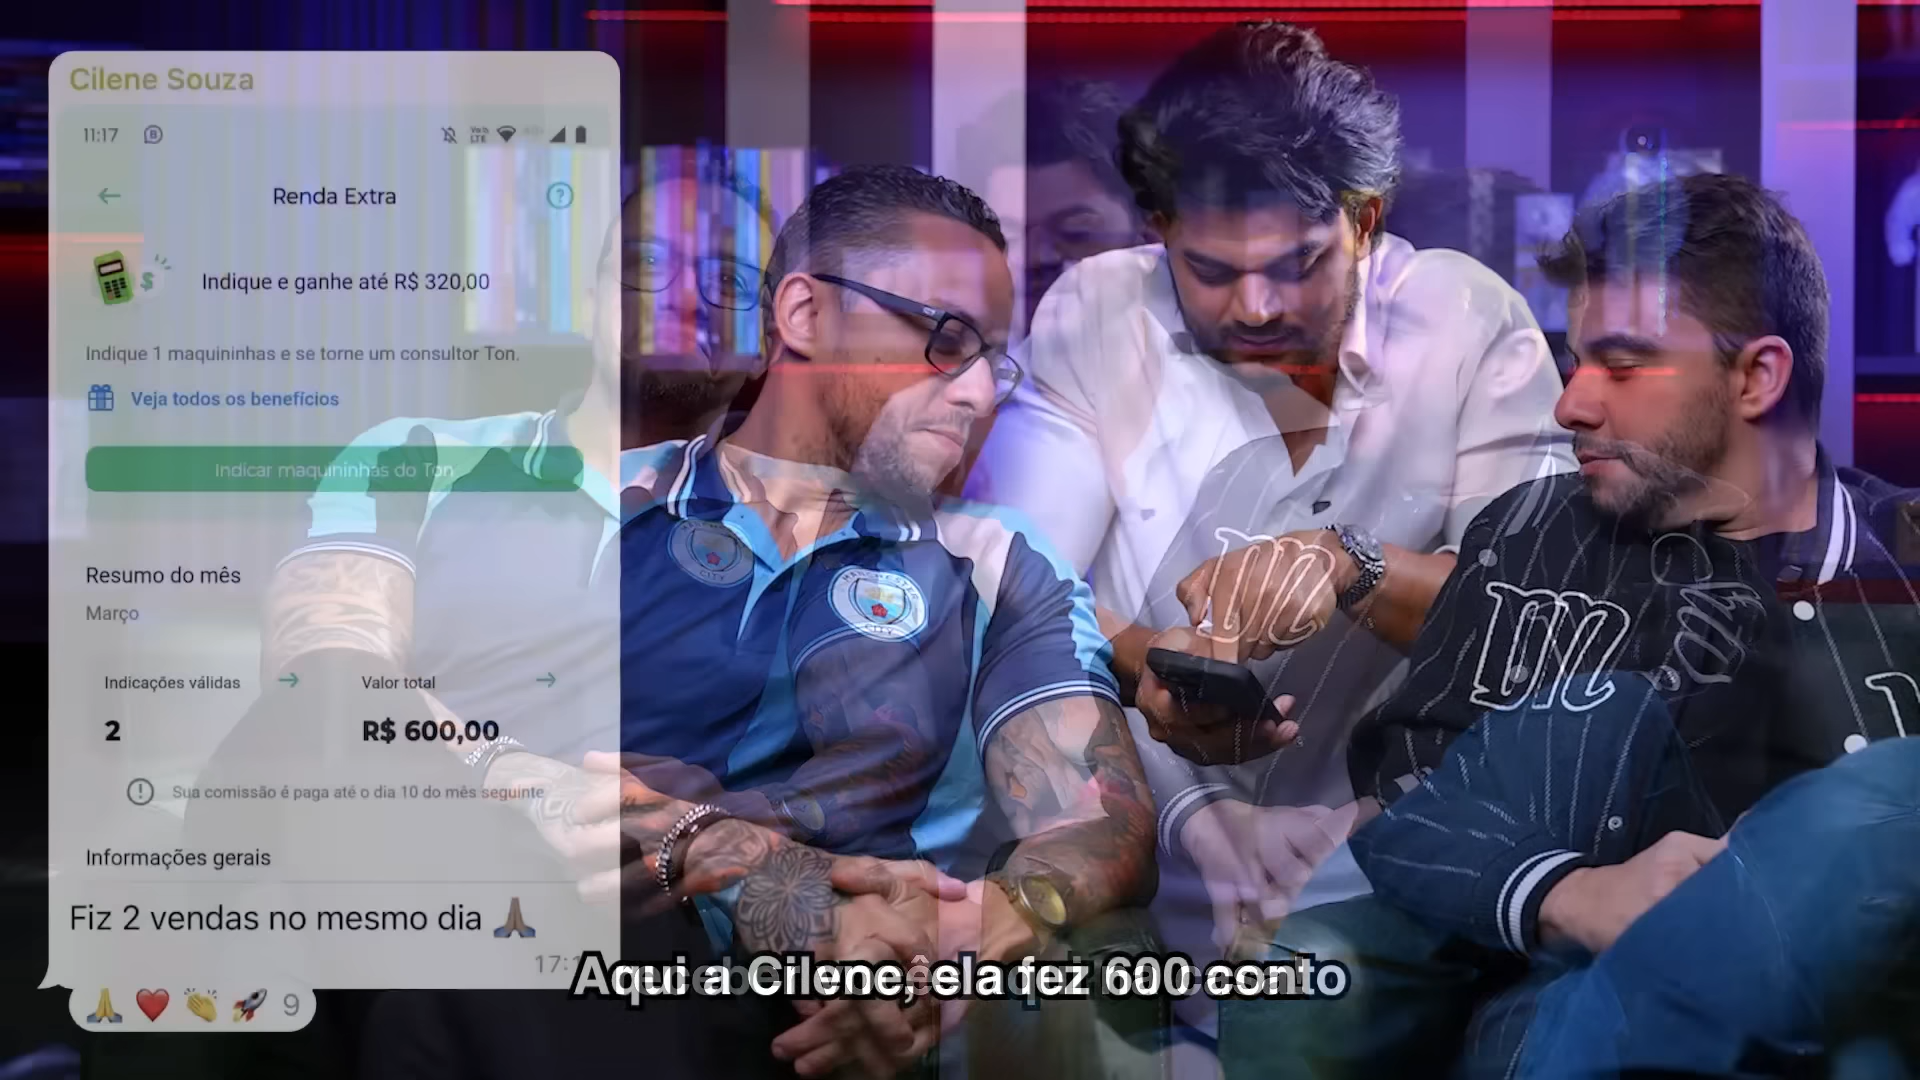 Cilene Souza
11:17
Renda Extra
Indique e ganhe até R$ 320,00
Indique 1 maquininhas e se torne um consultor Ton.
Veja todos os benefícios
Indicar maquininhas do Ton
Resumo do mês
Março
Indicações válidas
Valor total
2
R$ 600,00
Sua comissão é paga até o dia 10 do mês seguinte
Informações gerais
Fiz 2 vendas no mesmo dia 🙏🏾
🙏🏾 ❤️ 👏 🚀 9
MANCHESTER
CITY
CITY
Aqui a Cilene, ela fez 600 conto